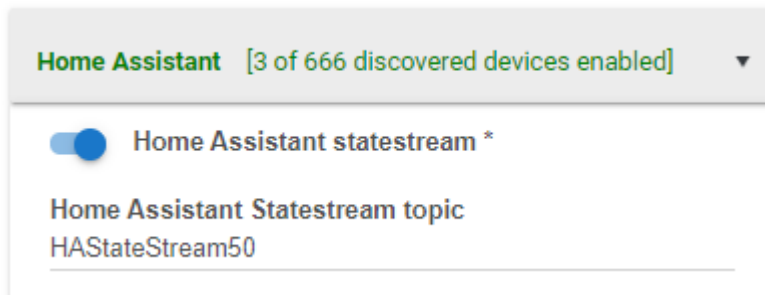 Home Assistant [3 of 666 discovered devices enabled]
Home Assistant statestream *
Home Assistant Statestream topic
HAStateStream50